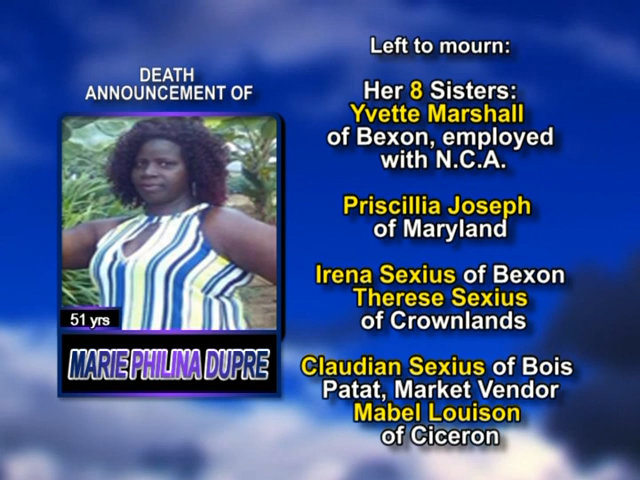 DEATH
ANNOUNCEMENT OF
51 yrs
MARIE PHILINA DUPRE
Left to mourn:
Her 8 Sisters:
Yvette Marshall
of Bexon, employed
with N.C.A.
Priscillia Joseph
of Maryland
Irena Sexius of Bexon
Therese Sexius
of Crownlands
Claudian Sexius of Bois
Patat, Market Vendor
Mabel Louison
of Ciceron